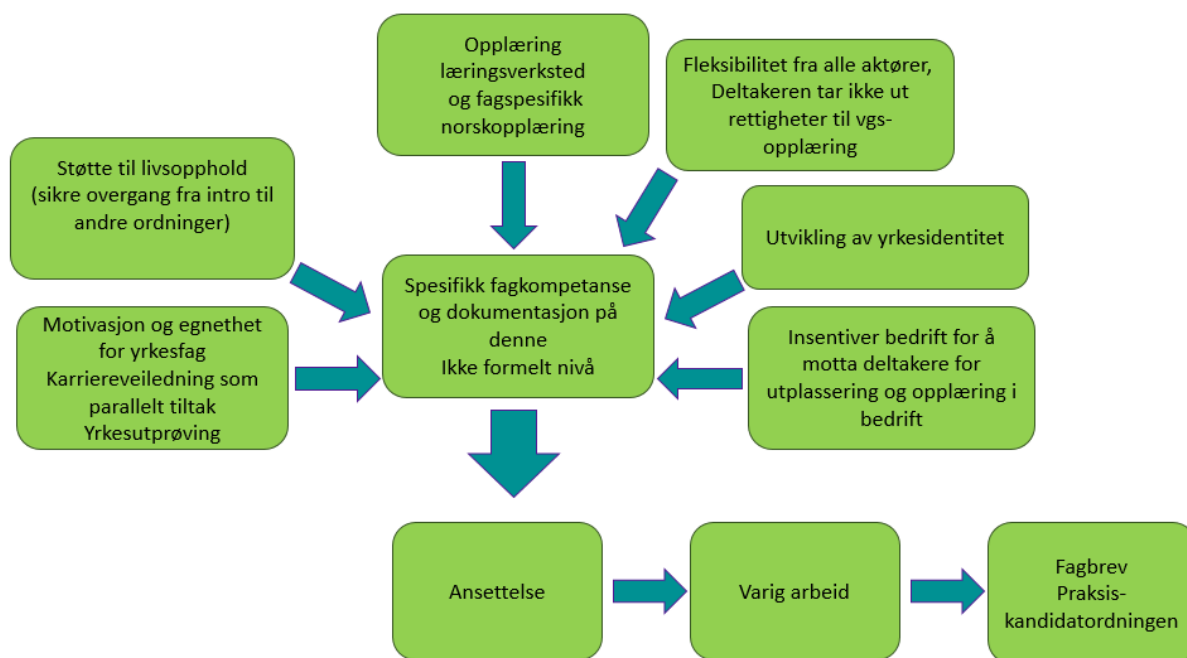 Opplæring
læringsverksted
og fagspesifikk
norskopplæring
Fleksibilitet fra alle aktører,
Deltakeren tar ikke ut
rettigheter til vgs-
opplæring
Støtte til livsopphold
(sikre overgang fra intro til
andre ordninger)
Utvikling av yrkesidentitet
Spesifikk fagkompetanse
og dokumentasjon på
denne
Ikke formelt nivå
Motivasjon og egnethet
for yrkesfag
Karriereveiledning som
parallelt tiltak
Yrkesutprøving
Insentiver bedrift for å
motta deltakere for
utplassering og opplæring i
bedrift
Ansettelse
Varig arbeid
Fagbrev
Praksis-
kandidatordningen